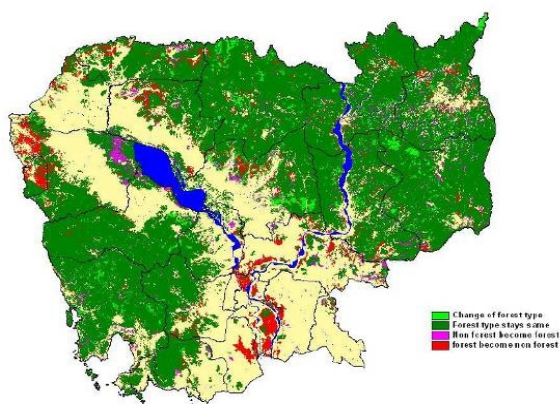 Change of forest type
Forest type stays same
Non forest become forest
forest become non forest